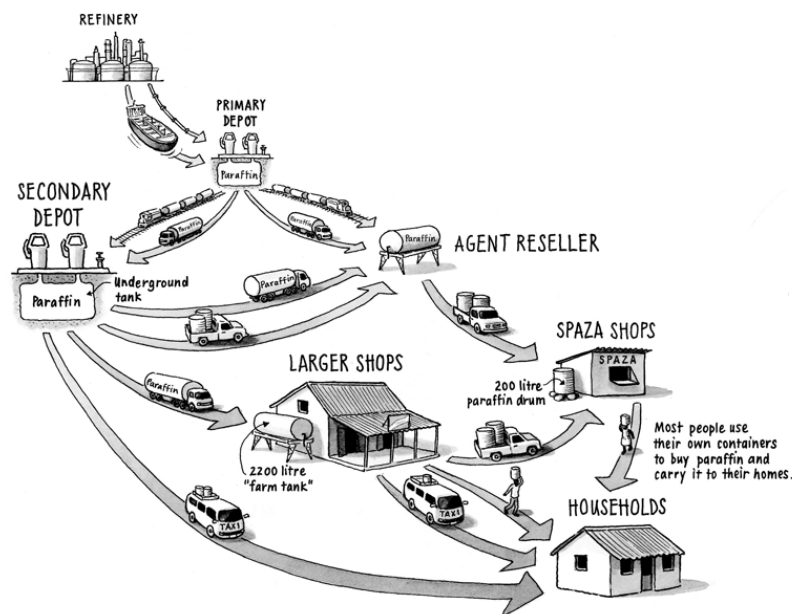 REFINERY
PRIMARY
DEPOT
Paraffin
SECONDARY
DEPOT
Paraffin
Paraffin
Paraffin
AGENT RESELLER
Underground
tank
Paraffin
Paraffin
SPAZA SHOPS
SPAZA
LARGER SHOPS
200 litre
paraffin drum
Paraffin
Most people use
their own containers
to buy paraffin and
carry it to their homes.
2200 litre
"farm tank"
TAXI
TAXI
HOUSEHOLDS